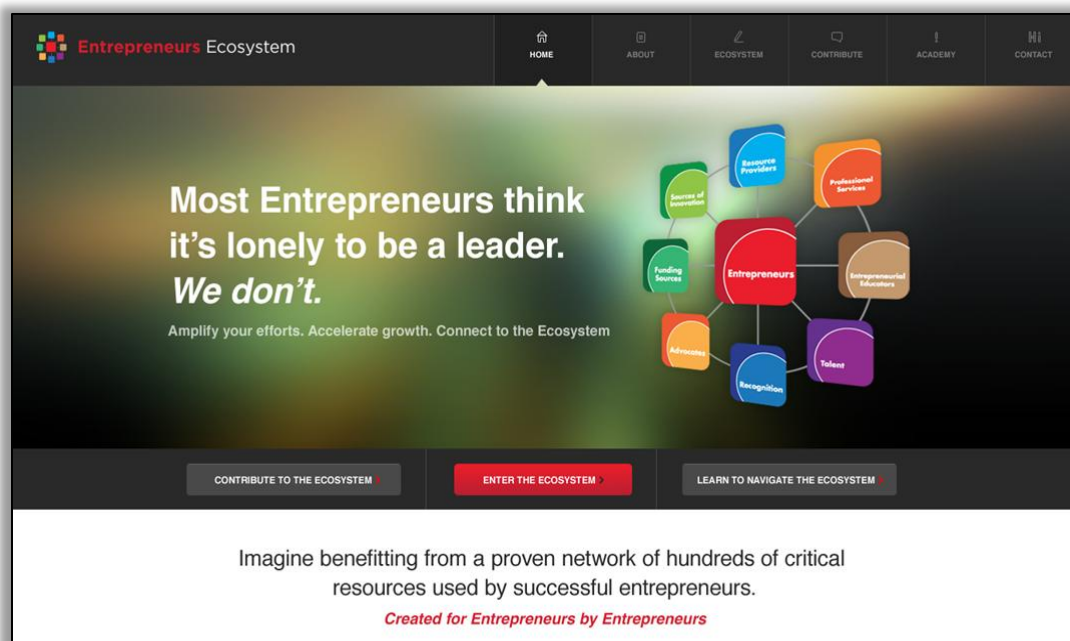 Entrepreneurs Ecosystem
HOME
ABOUT
ECOSYSTEM
CONTRIBUTE
ACADEMY
CONTACT
Most Entrepreneurs think
it's lonely to be a leader.
We don't.
Amplify your efforts. Accelerate growth. Connect to the Ecosystem
Resource
Providers
Professional
Services
Sources of
Innovation
Entrepreneurs
Funding
Sources
Entrepreneurial
Educators
Advocates
Talent
Recognition
CONTRIBUTE TO THE ECOSYSTEM
ENTER THE ECOSYSTEM >
LEARN TO NAVIGATE THE ECOSYSTEM
Imagine benefitting from a proven network of hundreds of critical
resources used by successful entrepreneurs.
Created for Entrepreneurs by Entrepreneurs